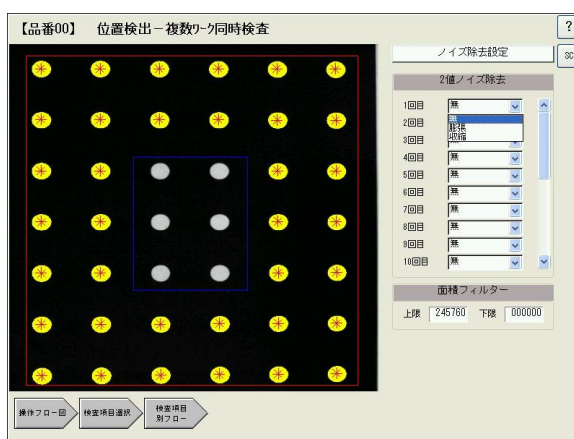 【品番00】 位置検出－複数ワーク同時検査
?
SC
ノイズ除去設定
2値ノイズ除去
1回目 無
2回目 無
膨張
収縮
3回目 無
4回目 無
5回目 無
6回目 無
7回目 無
8回目 無
9回目 無
10回目 無
面積フィルター
上限 245760 下限 000000
操作フロー図 検査項目選択 検査項目
別フロー